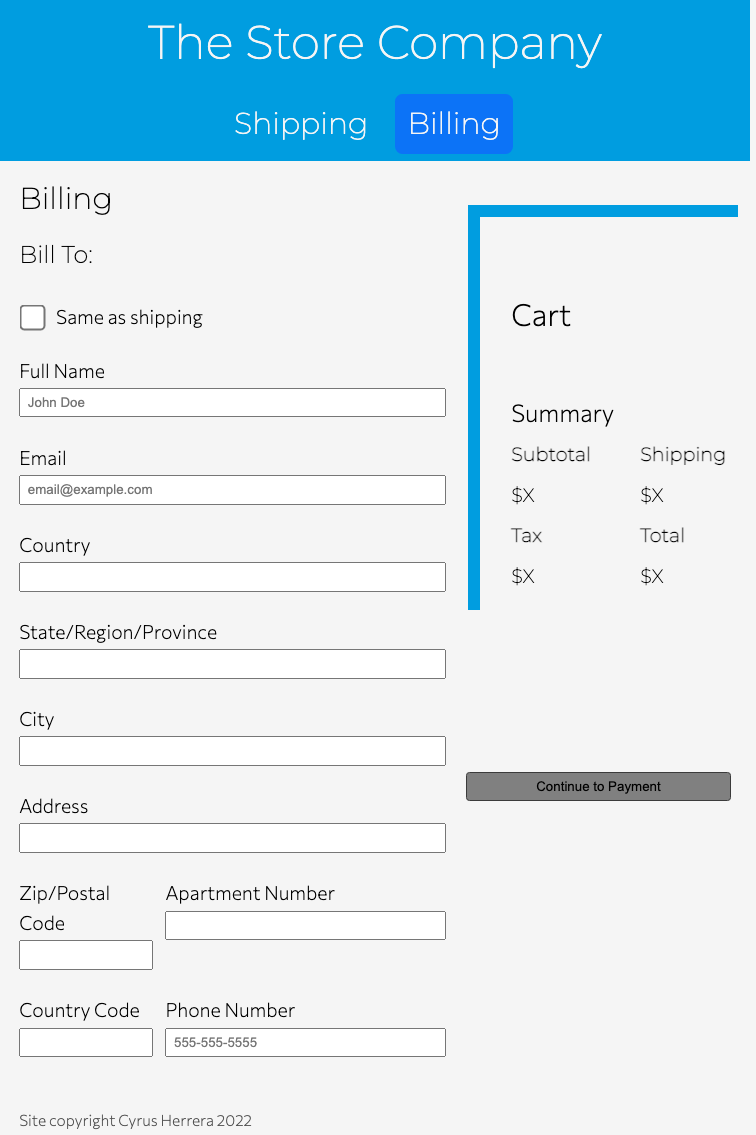 The Store Company
Shipping Billing
Billing
Bill To:
Same as shipping
Full Name
John Doe
Email
email@example.com
Country
State/Region/Province
City
Address
Zip/Postal
Code
Apartment Number
Country Code
Phone Number
555-555-5555
Cart
Summary
Subtotal Shipping
$X $X
Tax Total
$X $X
Continue to Payment
Site copyright Cyrus Herrera 2022